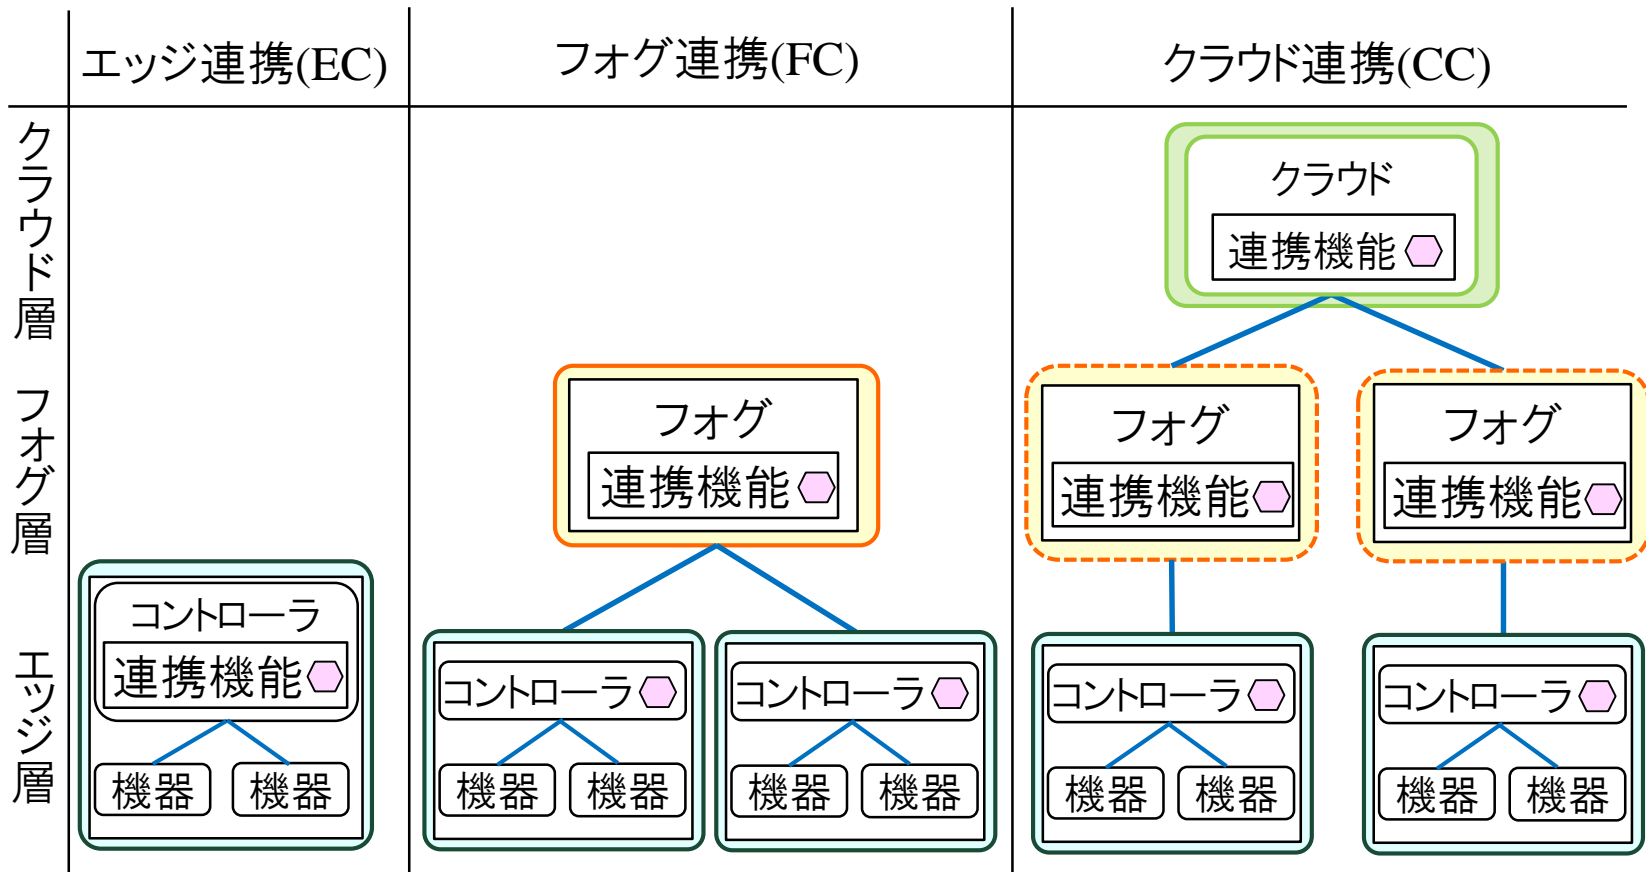 エッジ連携(EC)
フォグ連携(FC)
クラウド連携(CC)
クラウド層
クラウド
連携機能
フォグ層
フォグ
連携機能
フォグ
連携機能
フォグ
連携機能
エッジ層
コントローラ
連携機能
機器
機器
コントローラ
機器
機器
コントローラ
機器
機器
コントローラ
機器
機器
コントローラ
機器
機器